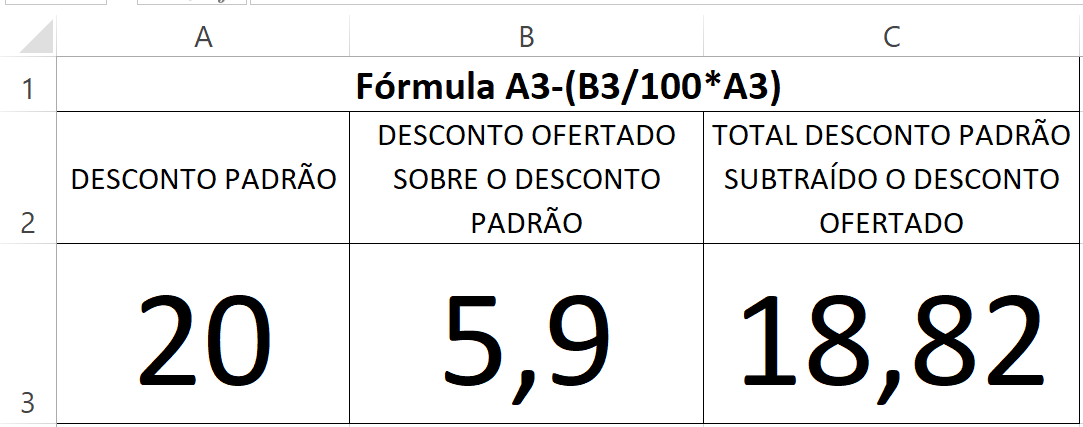 A B C
1 Fórmula A3-(B3/100*A3)
DESCONTO OFERTADO TOTAL DESCONTO PADRÃO
DESCONTO PADRÃO SOBRE O DESCONTO SUBTRAÍDO O DESCONTO
2 PADRÃO OFERTADO
20 5,9 18,82
3